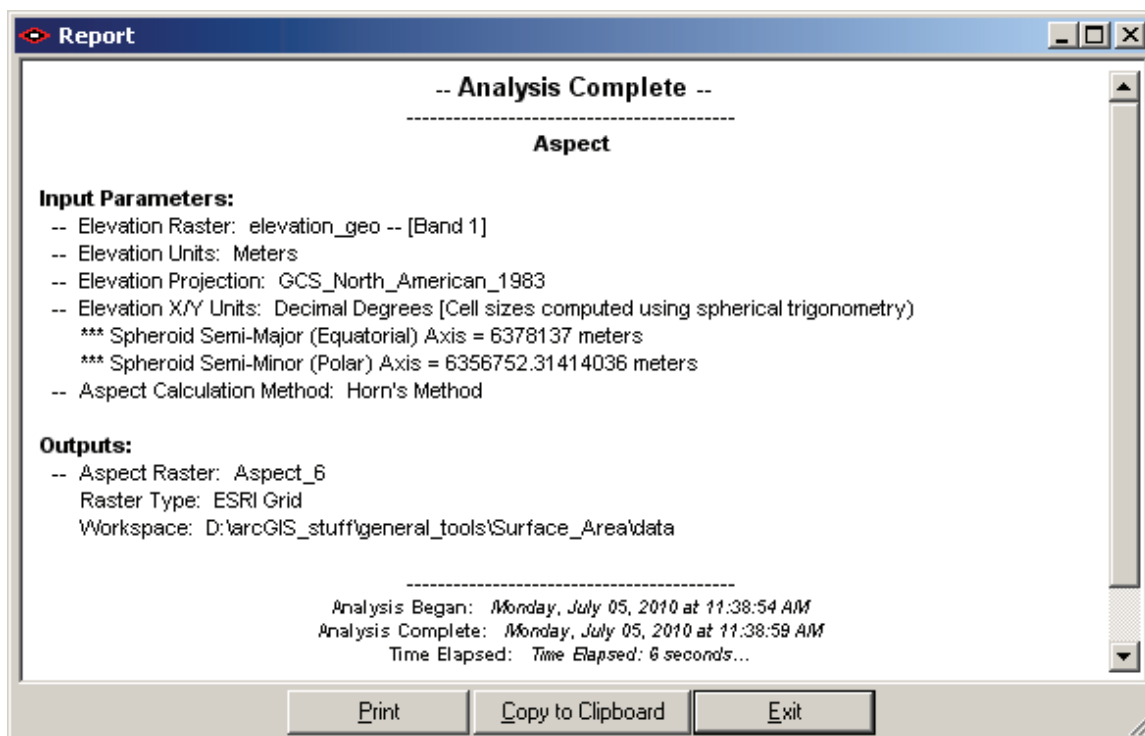 Report
-- Analysis Complete --
------------------------------------------
Aspect
Input Parameters:
-- Elevation Raster: elevation_geo -- [Band 1]
-- Elevation Units: Meters
-- Elevation Projection: GCS_North_American_1983
-- Elevation X/Y Units: Decimal Degrees [Cell sizes computed using spherical trigonometry)
*** Spheroid Semi-Major (Equatorial) Axis = 6378137 meters
*** Spheroid Semi-Minor (Polar) Axis = 6356752.31414036 meters
-- Aspect Calculation Method: Horn's Method
Outputs:
-- Aspect Raster: Aspect_6
Raster Type: ESRI Grid
Workspace: D:\arcGIS_stuff\general_tools\Surface_Area\data
------------------------------------------
Analysis Began: Monday, July 05, 2010 at 11:38:54 AM
Analysis Complete: Monday, July 05, 2010 at 11:38:59 AM
Time Elapsed: Time Elapsed: 6 seconds...
Print Copy to Clipboard Exit